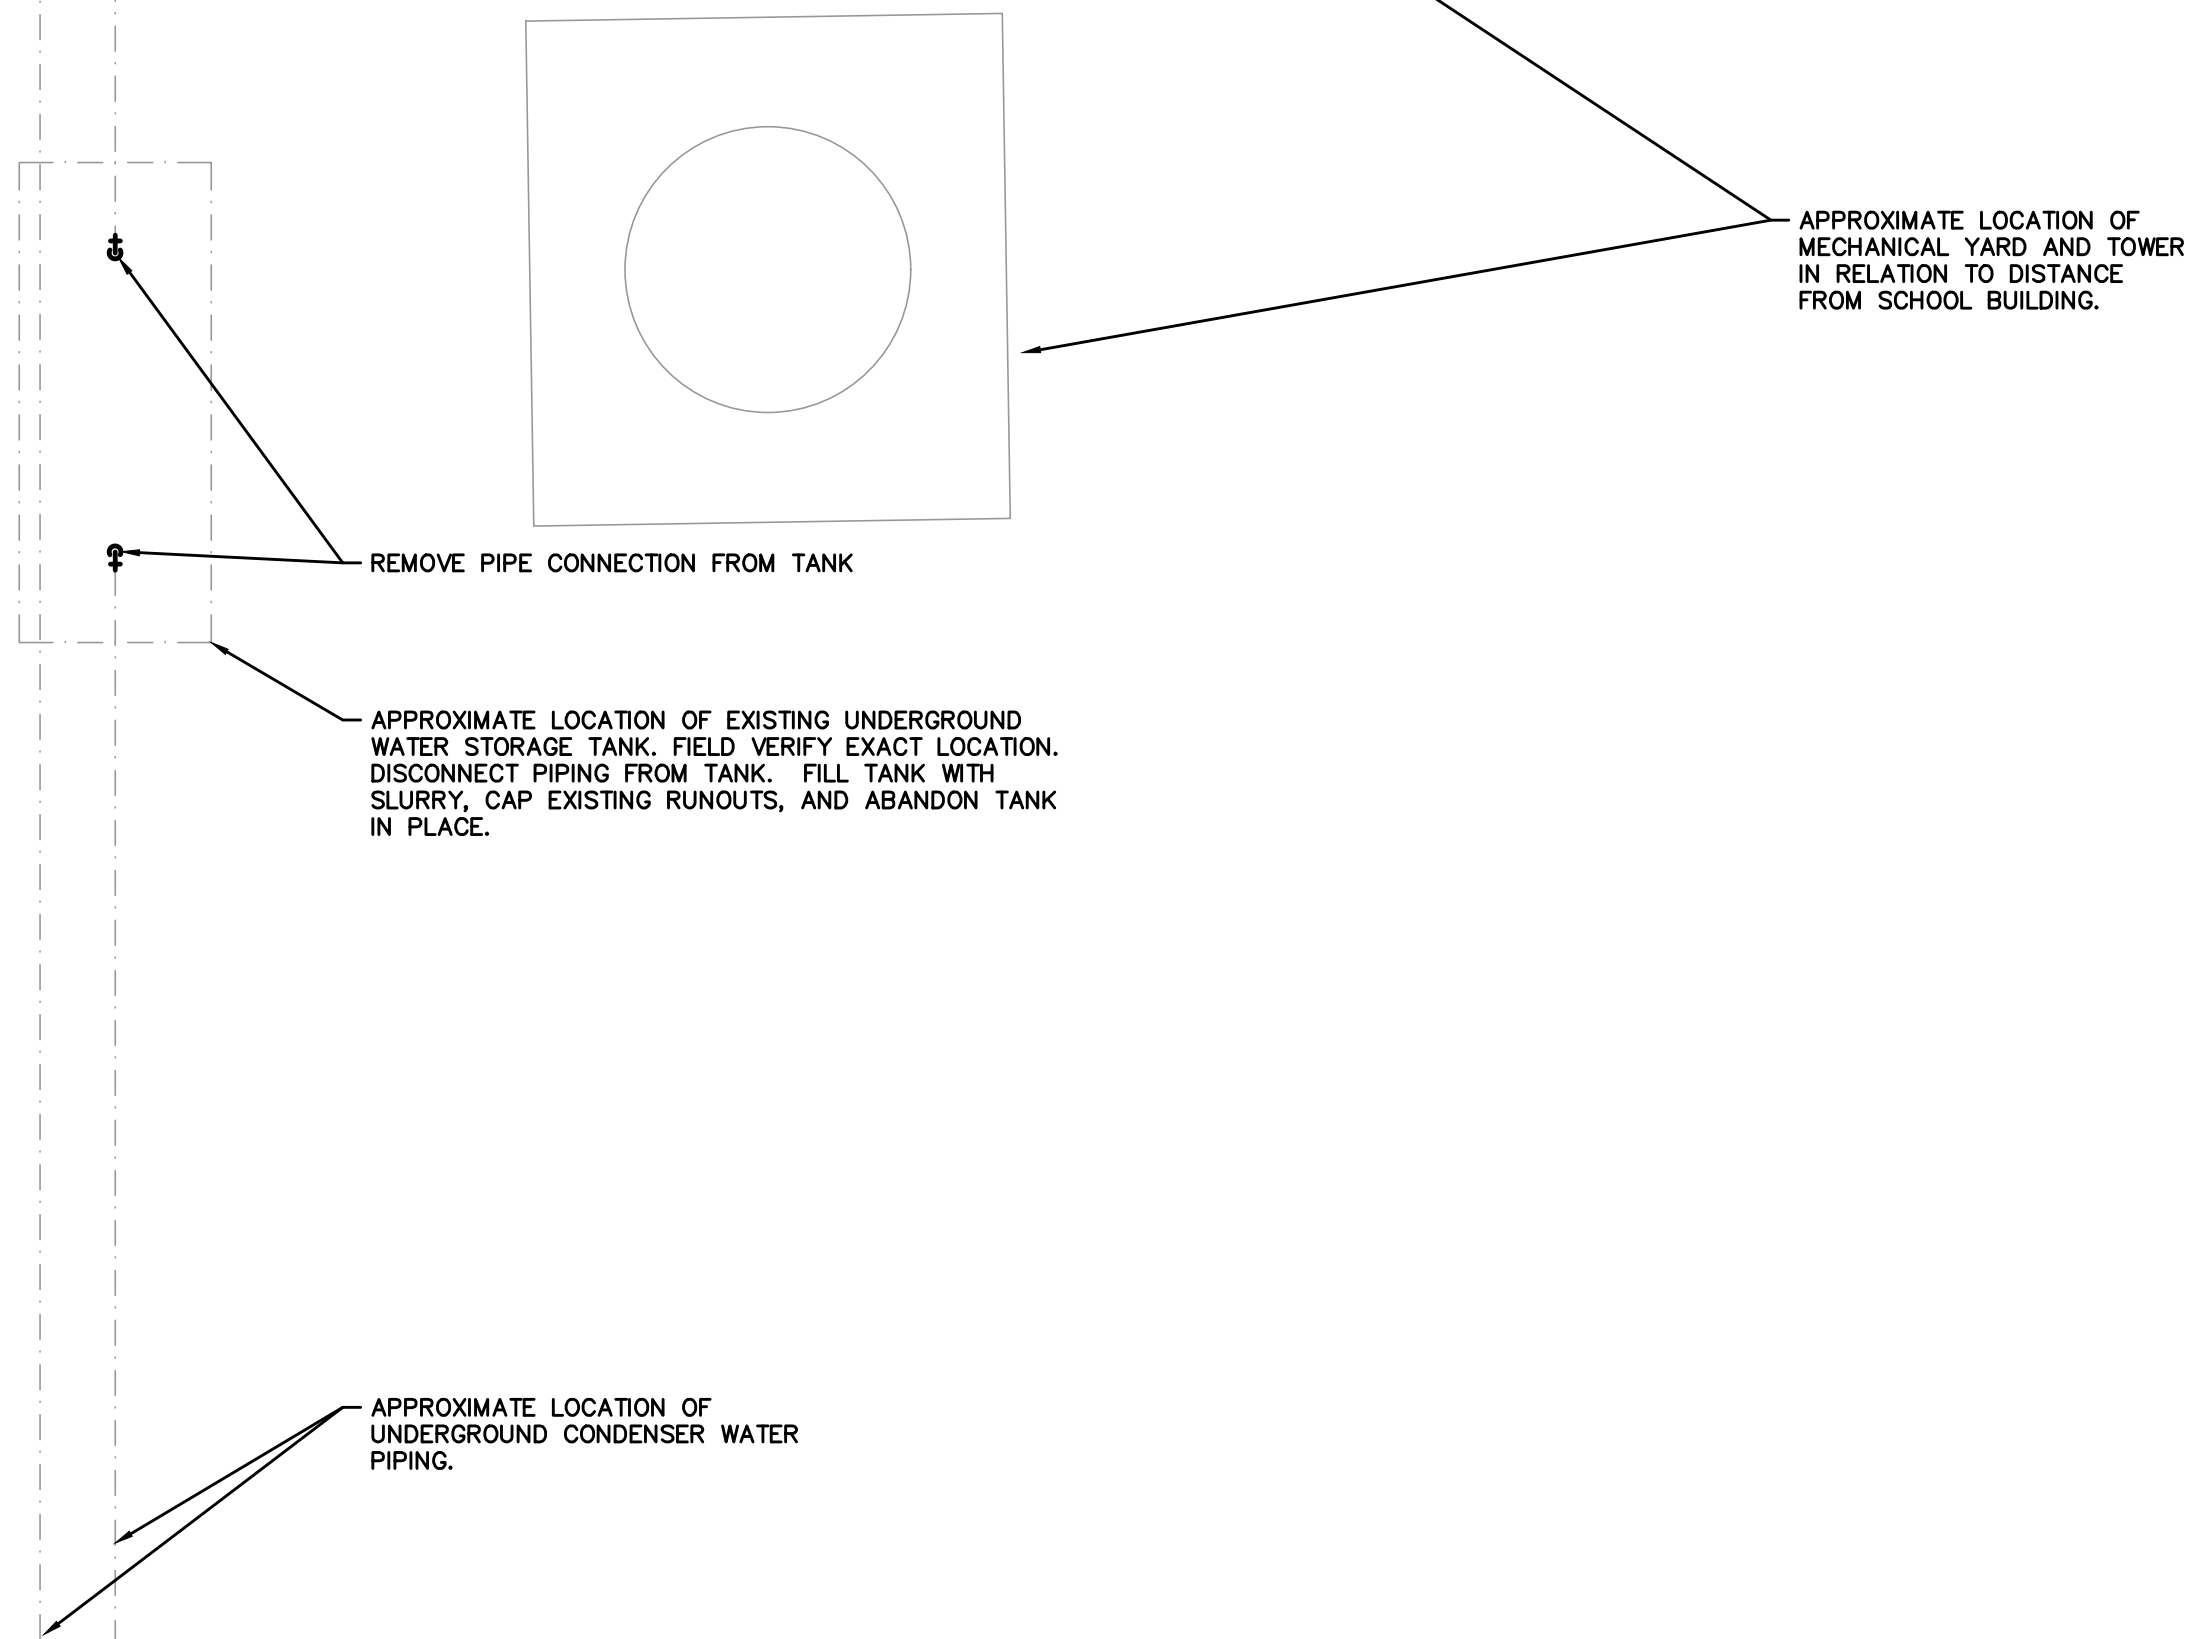 APPROXIMATE LOCATION OF
MECHANICAL YARD AND TOWER
IN RELATION TO DISTANCE
FROM SCHOOL BUILDING.
REMOVE PIPE CONNECTION FROM TANK
APPROXIMATE LOCATION OF EXISTING UNDERGROUND
WATER STORAGE TANK. FIELD VERIFY EXACT LOCATION.
DISCONNECT PIPING FROM TANK.  FILL TANK WITH
SLURRY, CAP EXISTING RUNOUTS, AND ABANDON TANK
IN PLACE.
APPROXIMATE LOCATION OF
UNDERGROUND CONDENSER WATER
PIPING.